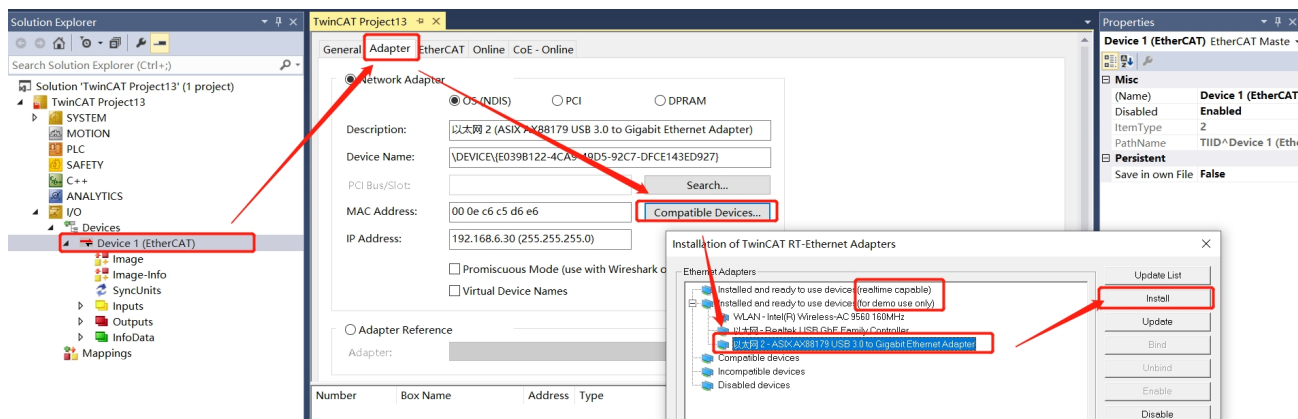 Solution Explorer
Search Solution Explorer (Ctrl+;)
Solution 'TwinCAT Project13' (1 project)
TwinCAT Project13
SYSTEM
MOTION
PLC
SAFETY
C++
ANALYTICS
I/O
Devices
Device 1 (EtherCAT)
Image
Image-Info
SyncUnits
Inputs
Outputs
InfoData
Mappings
TwinCAT Project13
General Adapter EtherCAT Online CoE - Online
Network Adapter
OS (NDIS) PCI DPRAM
Description: 以太网 2 (ASIX AX88179 USB 3.0 to Gigabit Ethernet Adapter)
Device Name: \DEVICE\{E039B122-4CA9-49D5-92C7-DFCE143ED927}
PCI Bus/Slot: Search...
MAC Address: 00 0e c6 c5 d6 e6 Compatible Devices...
IP Address: 192.168.6.30 (255.255.255.0)
Promiscuous Mode (use with Wireshark o
Virtual Device Names
Adapter Reference
Adapter:
Number Box Name Address Type
Installation of TwinCAT RT-Ethernet Adapters
Ethernet Adapters
Installed and ready to use devices (realtime capable)
Installed and ready to use devices (for demo use only)
WLAN - Intel(R) Wireless-AC 9560 160MHz
以太网 - Realtek USB GbE Family Controller
以太网 2 - ASIX AX88179 USB 3.0 to Gigabit Ethernet Adapter
Compatible devices
Incompatible devices
Disabled devices
Update List
Install
Update
Bind
Unbind
Enable
Disable
Properties
Device 1 (EtherCAT) EtherCAT Maste
Misc
(Name) Device 1 (EtherCAT
Disabled Enabled
ItemType 2
PathName TIID^Device 1 (Ethe
Persistent
Save in own File False